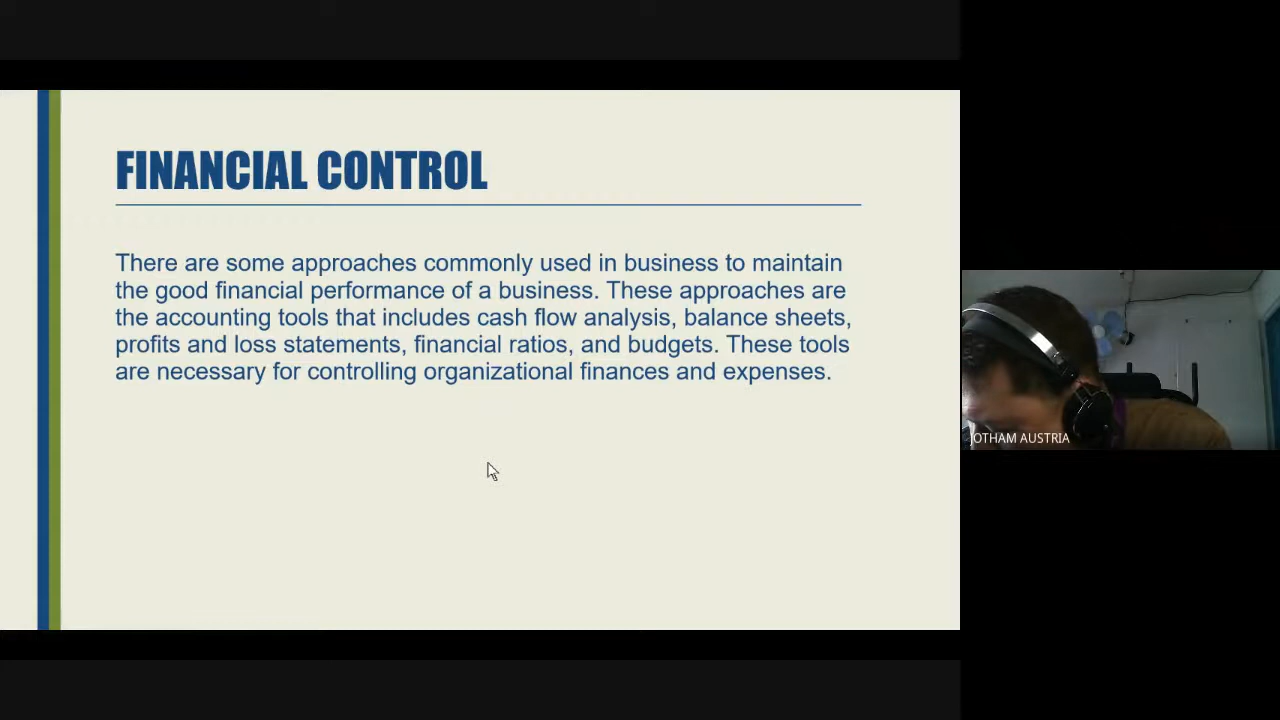 FINANCIAL CONTROL
There are some approaches commonly used in business to maintain
the good financial performance of a business. These approaches are
the accounting tools that includes cash flow analysis, balance sheets,
profits and loss statements, financial ratios, and budgets. These tools
are necessary for controlling organizational finances and expenses.
JOTHAM AUSTRIA